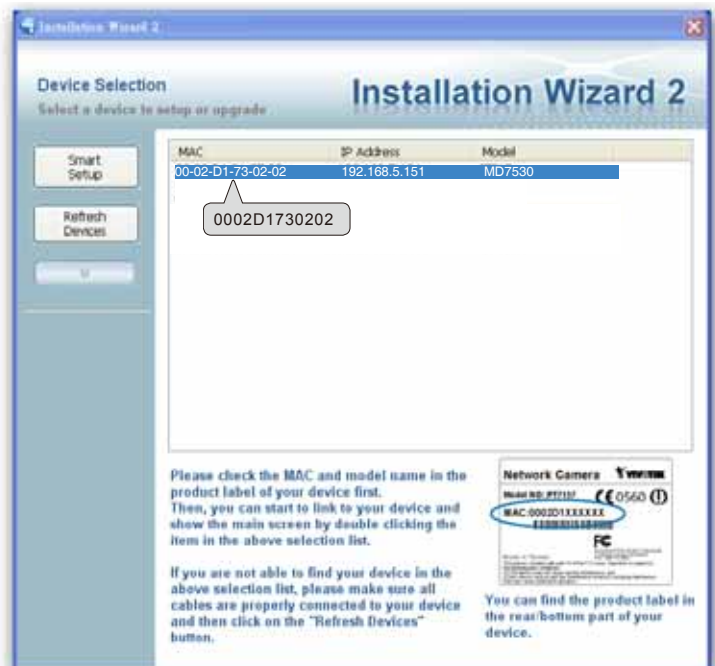 Installation Wizard 2
Device Selection
Select a device to setup or upgrade
Installation Wizard 2
Smart
Setup
Refresh
Devices
MAC IP Address Model
00-02-D1-73-02-02 192.168.5.151 MD7530
0002D1730202
Please check the MAC and model name in the
product label of your device first.
Then, you can start to link to your device and
show the main screen by double clicking the
item in the above selection list.
If you are not able to find your device in the
above selection list, please make sure all
cables are properly connected to your device
and then click on the "Refresh Devices"
button.
Network Camera VIVOTEK
Model NO: PT7137 CE0560
MAC:0002D1XXXXXX
FC
You can find the product label in
the rear/bottom part of your
device.